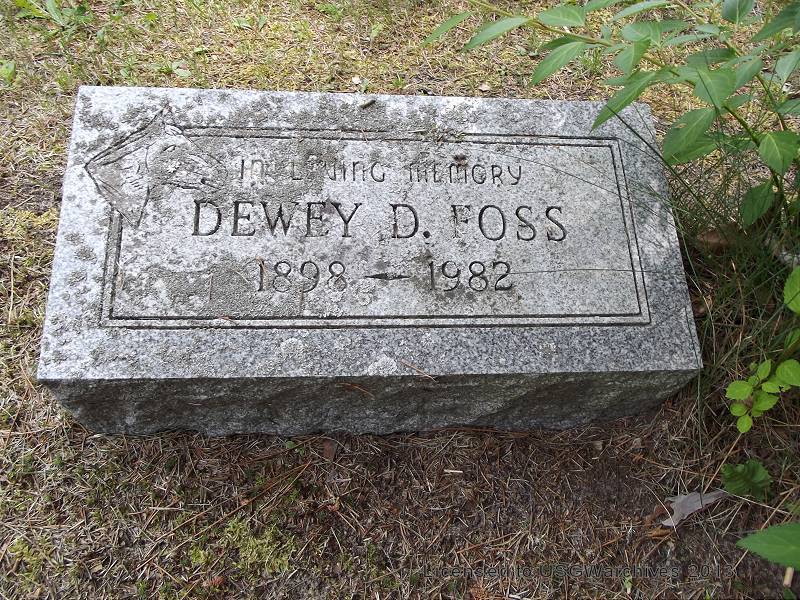 In Loving Memory
DEWEY D. FOSS
1898 – 1982
Licensed to USGWarchives 2013